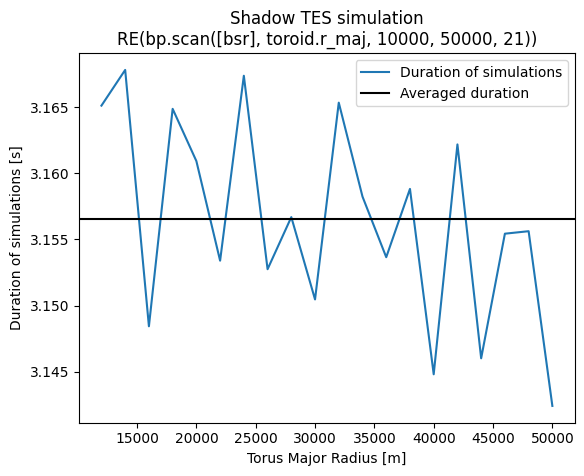 Shadow TES simulation
RE(bp.scan([bsr], toroid.r_maj, 10000, 50000, 21))
Duration of simulations
Averaged duration
Duration of simulations [s]
3.165
3.160
3.155
3.150
3.145
15000 20000 25000 30000 35000 40000 45000 50000
Torus Major Radius [m]